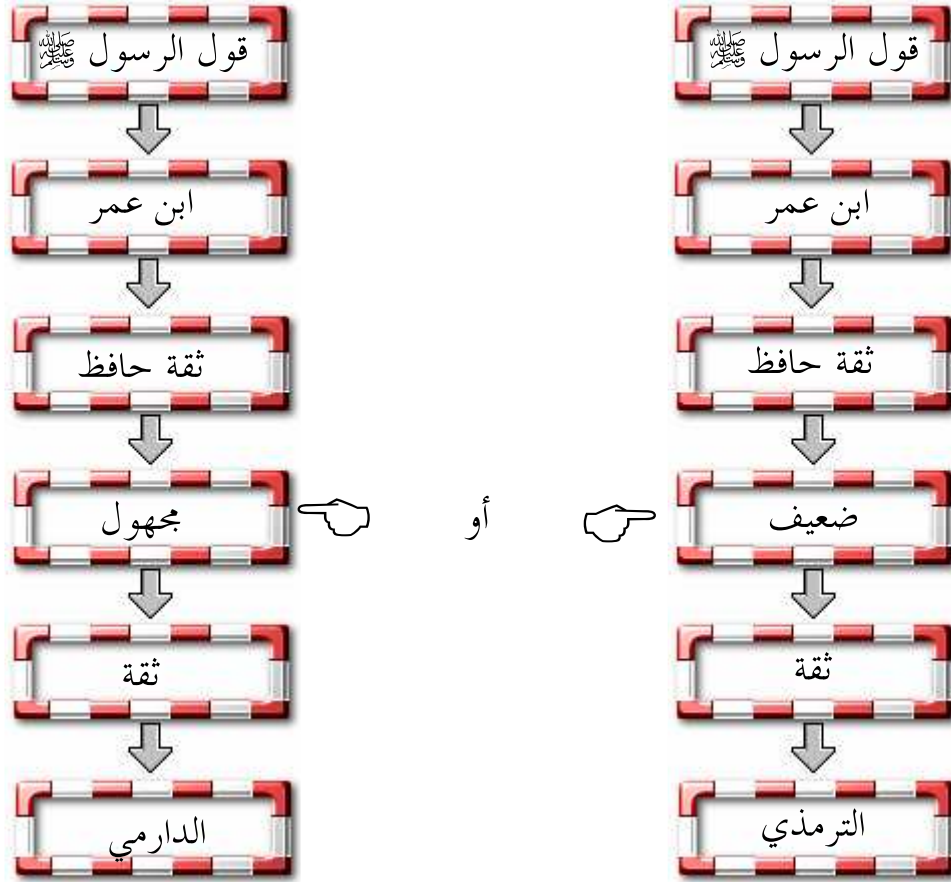 قول الرسول ﷺ
ابن عمر
ثقة حافظ
ضعيف
ثقة
الترمذي
أو
قول الرسول ﷺ
ابن عمر
ثقة حافظ
مجهول
ثقة
الدارمي